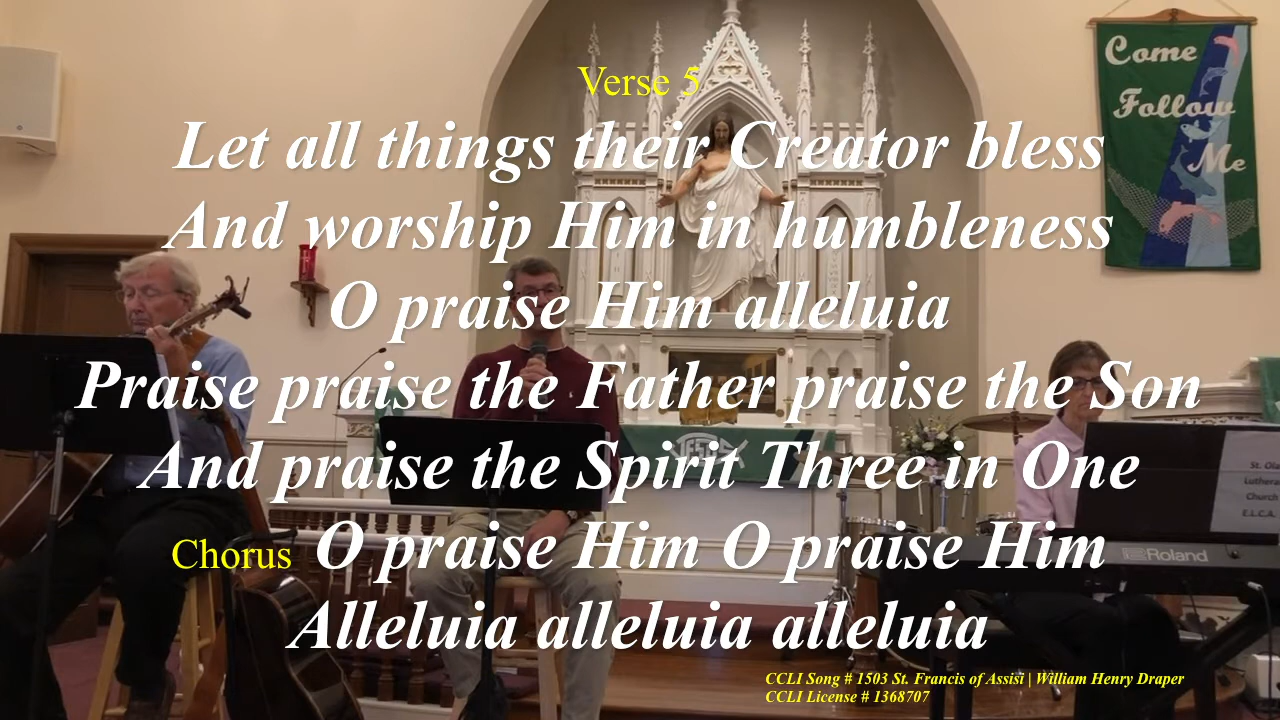 Verse 5
Let all things their Creator bless
And worship Him in humbleness
O praise Him alleluia
Praise praise the Father praise the Son
And praise the Spirit Three in One
Chorus O praise Him O praise Him
Alleluia alleluia alleluia
CCLI Song # 1503 St. Francis of Assisi | William Henry Draper
CCLI License # 1368707
Come
Follow
Me
Luthera
Church
E.L.C.A.
Roland